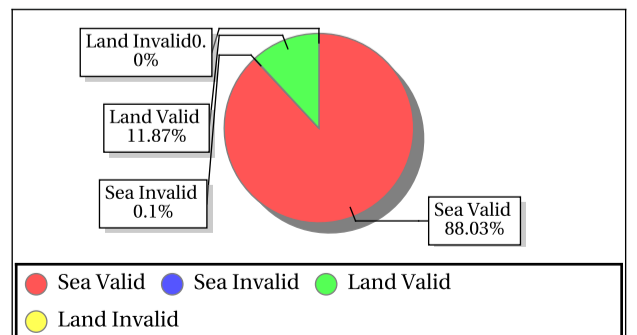 Land Invalid0.
0%
Land Valid
11.87%
Sea Invalid
0.1%
Sea Valid
88.03%
Sea Valid Sea Invalid Land Valid
Land Invalid